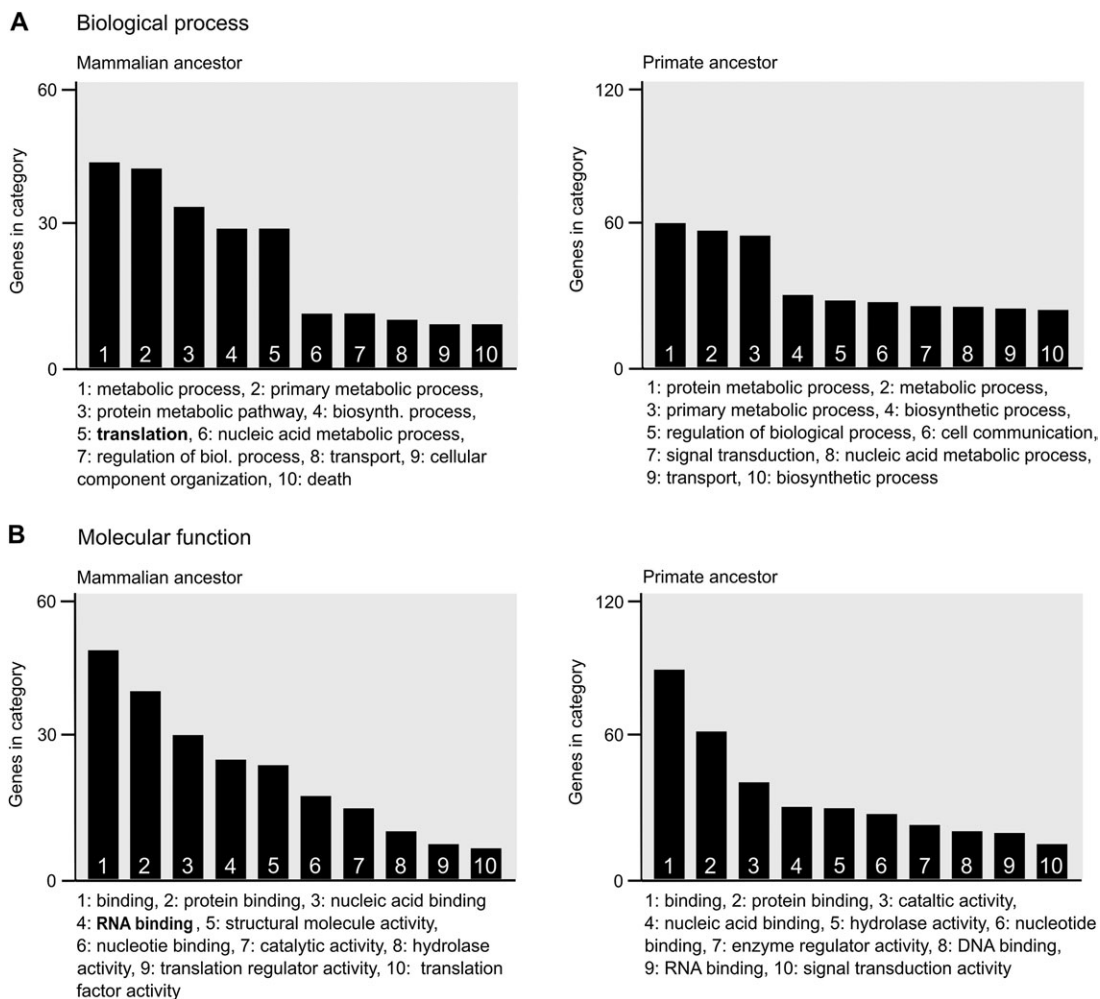 A Biological process
Mammalian ancestor
60
30
0
Genes in category
1 2 3 4 5 6 7 8 9 10
1: metabolic process, 2: primary metabolic process,
3: protein metabolic pathway, 4: biosynth. process,
5: translation, 6: nucleic acid metabolic process,
7: regulation of biol. process, 8: transport, 9: cellular
component organization, 10: death
Primate ancestor
120
60
0
Genes in category
1 2 3 4 5 6 7 8 9 10
1: protein metabolic process, 2: metabolic process,
3: primary metabolic process, 4: biosynthetic process,
5: regulation of biological process, 6: cell communication,
7: signal transduction, 8: nucleic acid metabolic process,
9: transport, 10: biosynthetic process
B Molecular function
Mammalian ancestor
60
30
0
Genes in category
1 2 3 4 5 6 7 8 9 10
1: binding, 2: protein binding, 3: nucleic acid binding
4: RNA binding , 5: structural molecule activity,
6: nucleotie binding, 7: catalytic activity, 8: hydrolase
activity, 9: translation regulator activity, 10: translation
factor activity
Primate ancestor
120
60
0
Genes in category
1 2 3 4 5 6 7 8 9 10
1: binding, 2: protein binding, 3: cataltic activity,
4: nucleic acid binding, 5: hydrolase activity, 6: nucleotide
binding, 7: enzyme regulator activity, 8: DNA binding,
9: RNA binding, 10: signal transduction activity